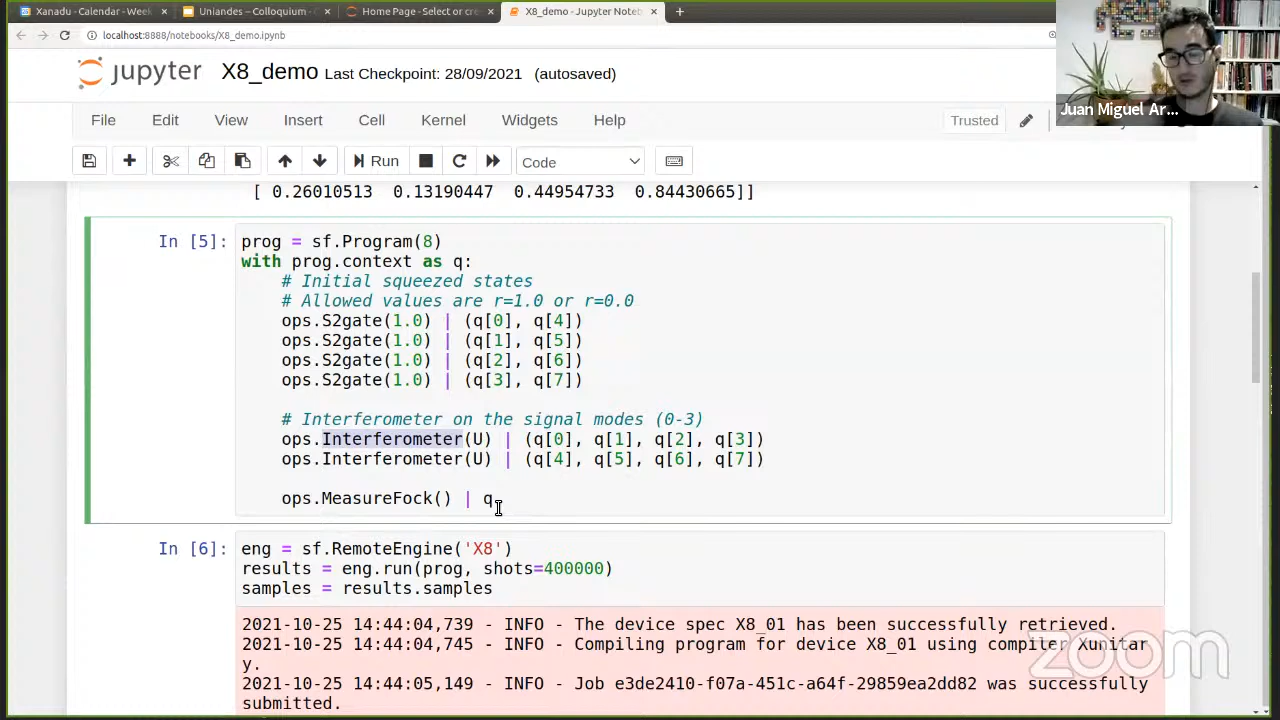 Xanadu - Calendar - Week
Uniandes – Colloquium -
Home Page - Select or cre
X8_demo - Jupyter Noteb
localhost:8888/notebooks/X8_demo.ipynb
jupyter X8_demo Last Checkpoint: 28/09/2021 (autosaved)
Juan Miguel Ar...
File Edit View Insert Cell Kernel Widgets Help Trusted
Run Code
[ 0.26010513 0.13190447 0.44954733 0.84430665]]
In [5]: prog = sf.Program(8)
with prog.context as q:
# Initial squeezed states
# Allowed values are r=1.0 or r=0.0
ops.S2gate(1.0) | (q[0], q[4])
ops.S2gate(1.0) | (q[1], q[5])
ops.S2gate(1.0) | (q[2], q[6])
ops.S2gate(1.0) | (q[3], q[7])
# Interferometer on the signal modes (0-3)
ops.Interferometer(U) | (q[0], q[1], q[2], q[3])
ops.Interferometer(U) | (q[4], q[5], q[6], q[7])
ops.MeasureFock() | q
In [6]: eng = sf.RemoteEngine('X8')
results = eng.run(prog, shots=400000)
samples = results.samples
2021-10-25 14:44:04,739 - INFO - The device spec X8_01 has been successfully retrieved.
2021-10-25 14:44:04,745 - INFO - Compiling program for device X8_01 using compiler Xunitar
y.
2021-10-25 14:44:05,149 - INFO - Job e3de2410-f07a-451c-a64f-29859ea2dd82 was successfully
submitted.
zoom